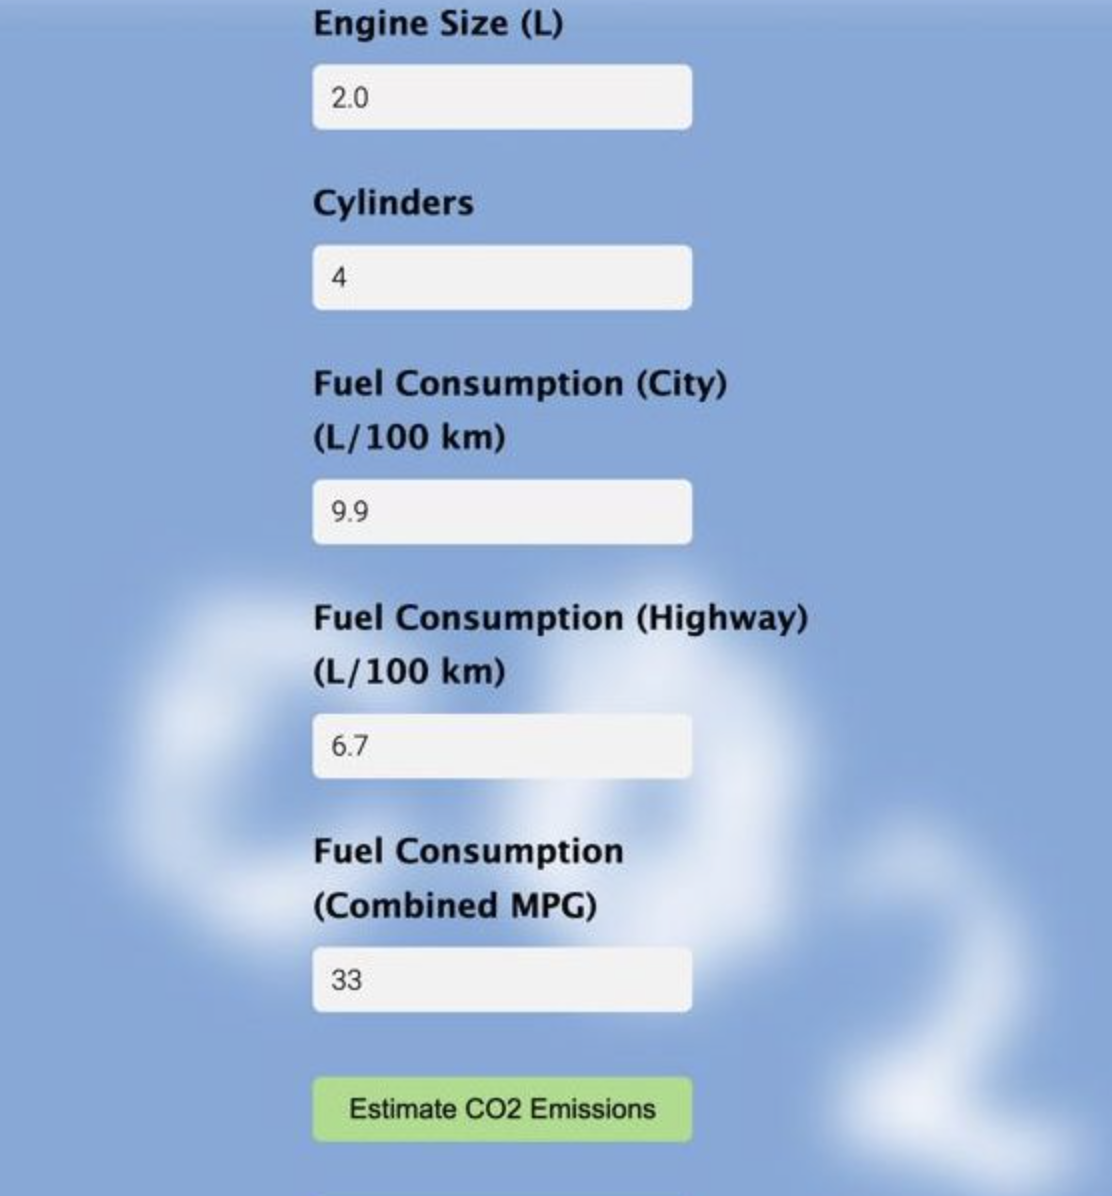 Engine Size (L)
2.0
Cylinders
4
Fuel Consumption (City)
(L/100 km)
9.9
Fuel Consumption (Highway)
(L/100 km)
6.7
Fuel Consumption
(Combined MPG)
33
Estimate CO2 Emissions
CO2